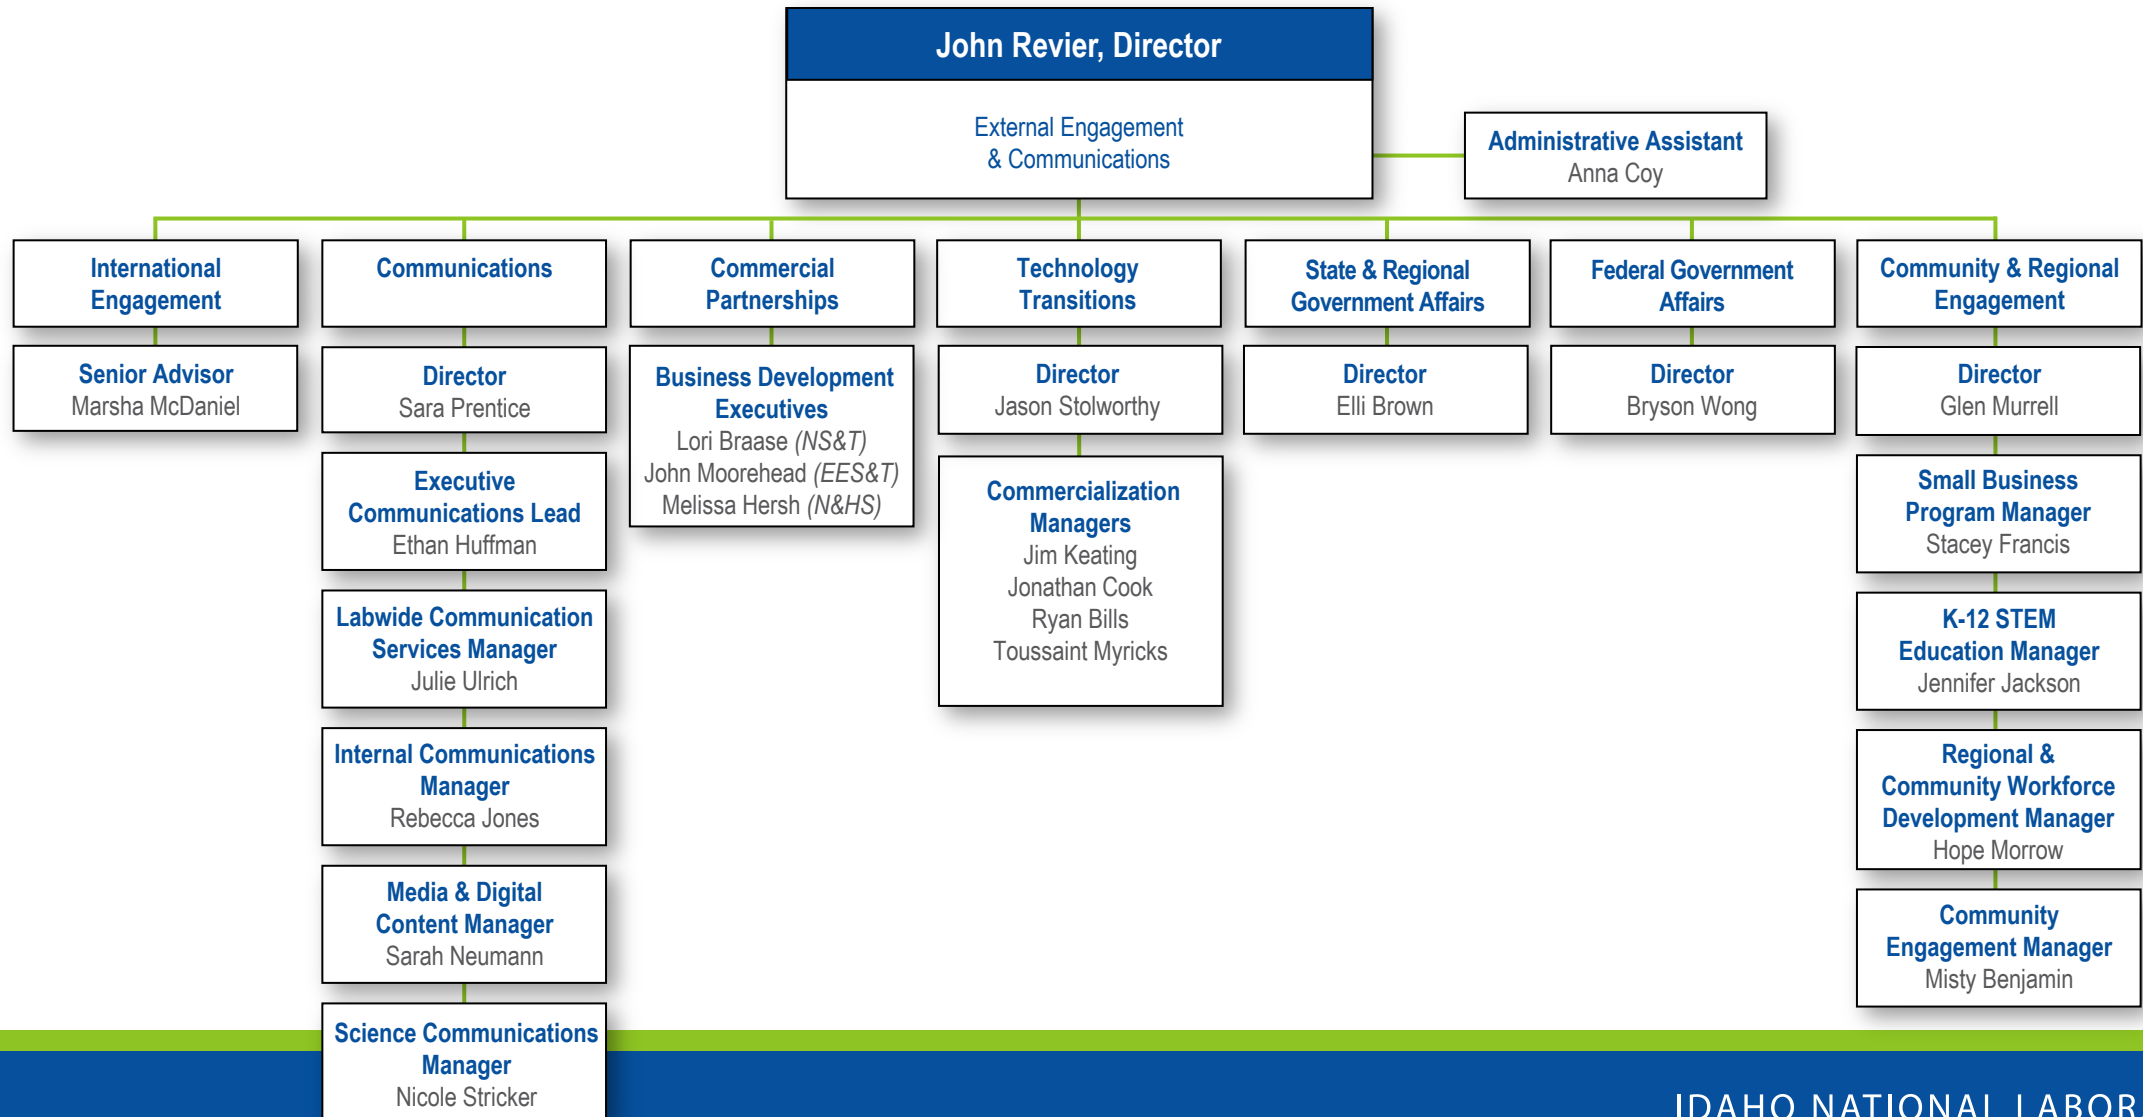 John Revier, Director
External Engagement
& Communications
Administrative Assistant
Anna Coy
International
Engagement
Senior Advisor
Marsha McDaniel
Communications
Director
Sara Prentice
Executive
Communications Lead
Ethan Huffman
Labwide Communication
Services Manager
Julie Ulrich
Internal Communications
Manager
Rebecca Jones
Media & Digital
Content Manager
Sarah Neumann
Science Communications
Manager
Nicole Stricker
Commercial
Partnerships
Business Development
Executives
Lori Braase (NS&T)
John Moorehead (EES&T)
Melissa Hersh (N&HS)
Technology
Transitions
Director
Jason Stolworthy
Commercialization
Managers
Jim Keating
Jonathan Cook
Ryan Bills
Toussaint Myricks
State & Regional
Government Affairs
Director
Elli Brown
Federal Government
Affairs
Director
Bryson Wong
Community & Regional
Engagement
Director
Glen Murrell
Small Business
Program Manager
Stacey Francis
K-12 STEM
Education Manager
Jennifer Jackson
Regional &
Community Workforce
Development Manager
Hope Morrow
Community
Engagement Manager
Misty Benjamin
IDAHO NATIONAL LABOR